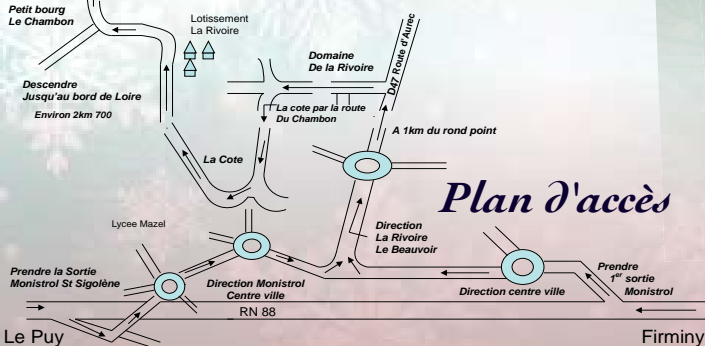 Petit bourg
Le Chambon
Lotissement
La Rivoire
Descendre
Jusqu'au bord de Loire
Environ 2km 700
Domaine
De la Rivoire
D47 Route d'Aurec
La cote par la route
Du Chambon
A 1km du rond point
La Cote
Plan d'accès
Lycee Mazel
Direction
La Rivoire
Le Beauvoir
Prendre la Sortie
Monistrol St Sigolène
Direction Monistrol
Centre ville
Direction centre ville
Prendre
1er sortie
Monistrol
RN 88
Le Puy
Firminy